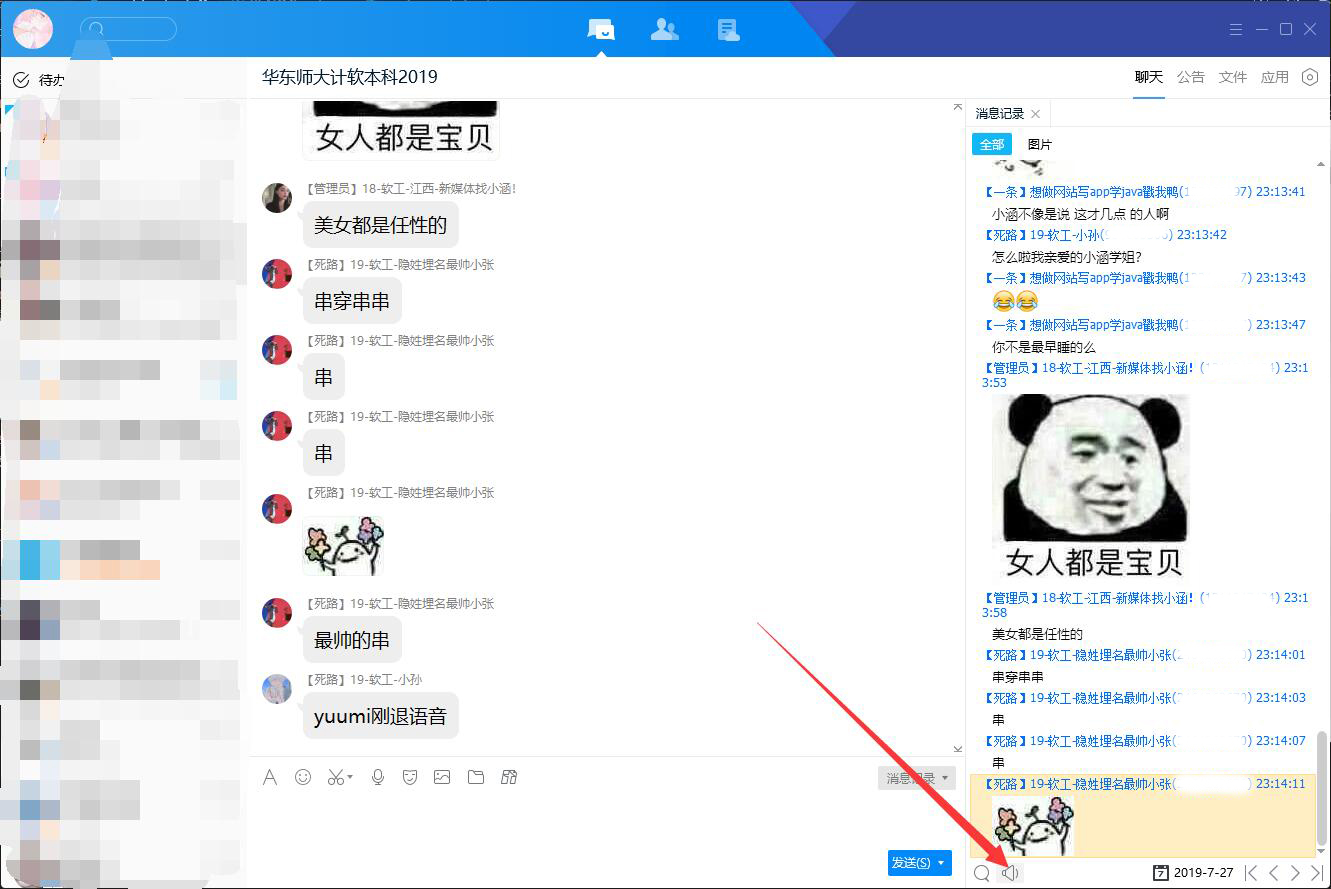 待办
华东师大计软本科2019
聊天 公告 文件 应用
女人都是宝贝
【管理员】18-软工-江西-新媒体找小涵!
美女都是任性的
【死路】19-软工-隐姓埋名最帅小张
串穿串串
【死路】19-软工-隐姓埋名最帅小张
串
【死路】19-软工-隐姓埋名最帅小张
串
【死路】19-软工-隐姓埋名最帅小张
【死路】19-软工-隐姓埋名最帅小张
最帅的串
【死路】19-软工-小孙
yuumi刚退语音
消息记录
发送(S)
消息记录
全部 图片
【一条】想做网站写app学java戳我鸭(1 97) 23:13:41
小涵不像是说 这才几点 的人啊
【死路】19-软工-小孙( ) 23:13:42
怎么啦我亲爱的小涵学姐?
【一条】想做网站写app学java戳我鸭(1 7) 23:13:43
【一条】想做网站写app学java戳我鸭( ) 23:13:47
你不是最早睡的么
【管理员】18-软工-江西-新媒体找小涵! ( ) 23:1
3:53
女人都是宝贝
【管理员】18-软工-江西-新媒体找小涵! ( ) 23:1
3:58
美女都是任性的
【死路】19-软工-隐姓埋名最帅小张( ) 23:14:01
串穿串串
【死路】19-软工-隐姓埋名最帅小张( ) 23:14:03
串
【死路】19-软工-隐姓埋名最帅小张( ) 23:14:07
串
【死路】19-软工-隐姓埋名最帅小张( ) 23:14:11
7 2019-7-27